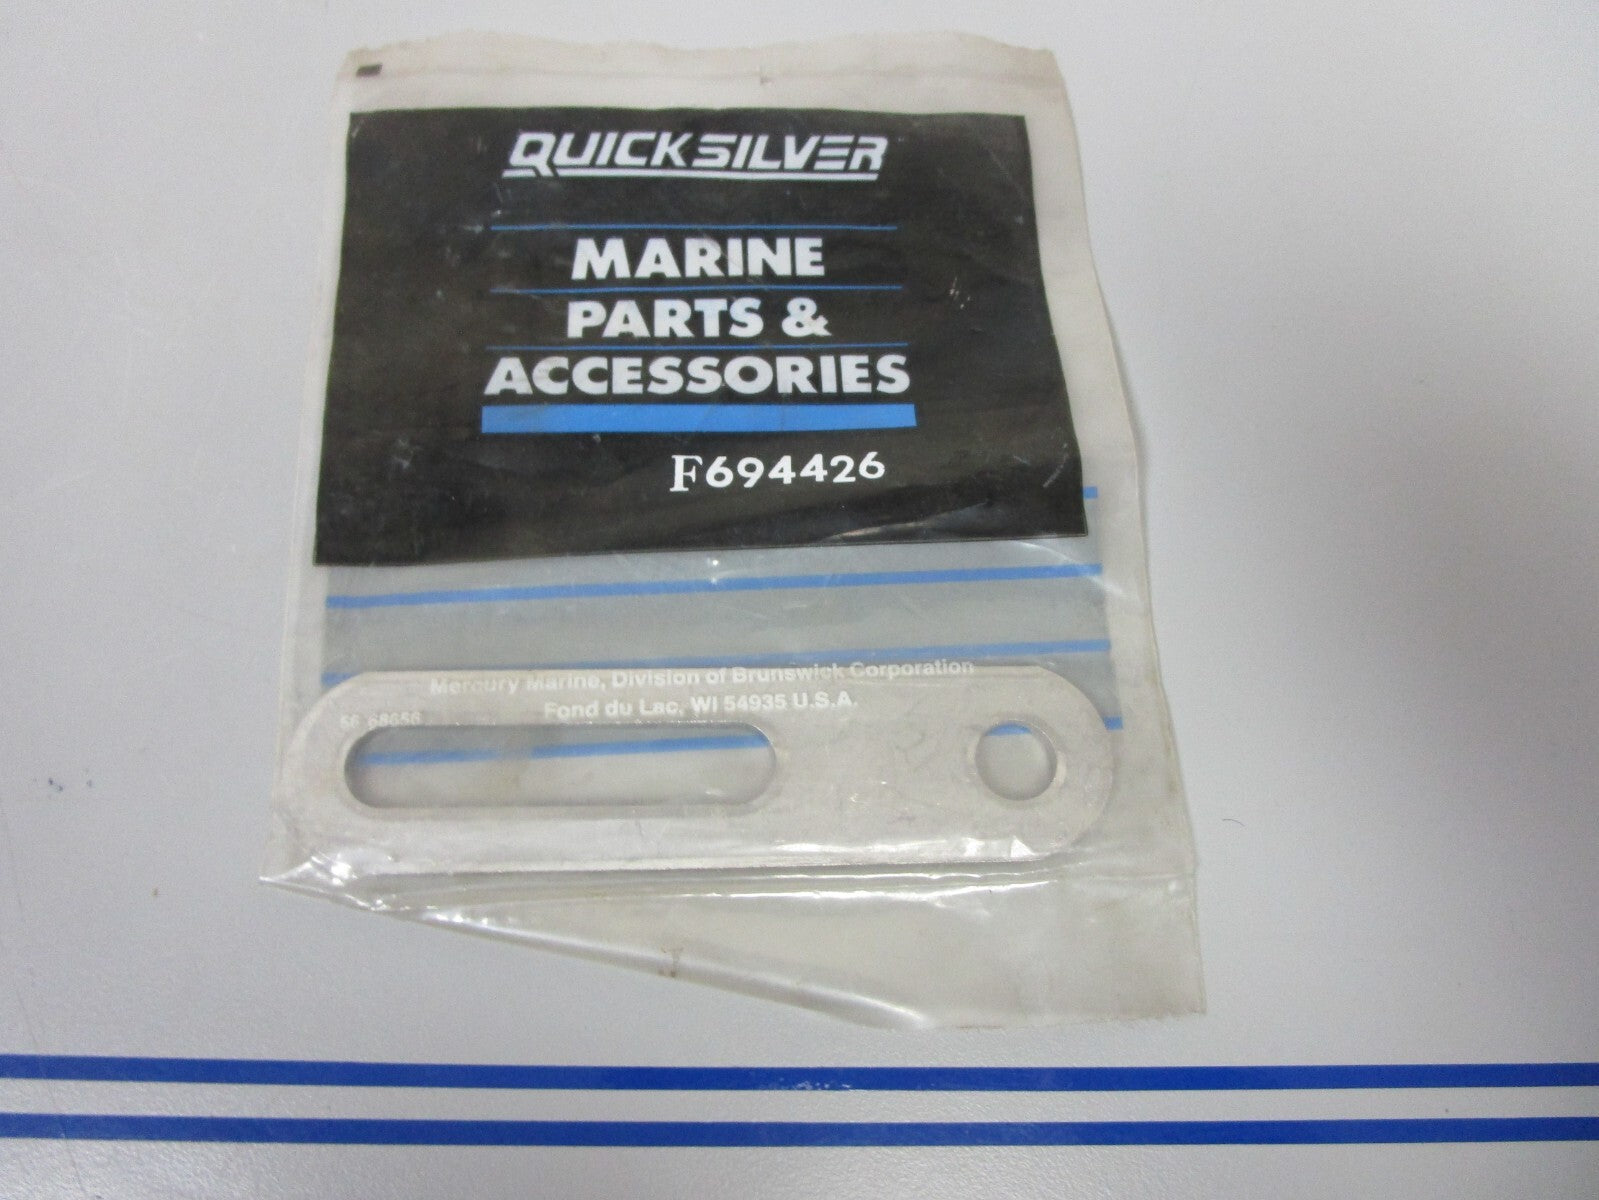 QUICKSILVER
MARINE
PARTS &
ACCESSORIES
F694426
Mercury Marine, Division of Brunswick Corporation
Fond du Lac, WI 54935 U.S.A.